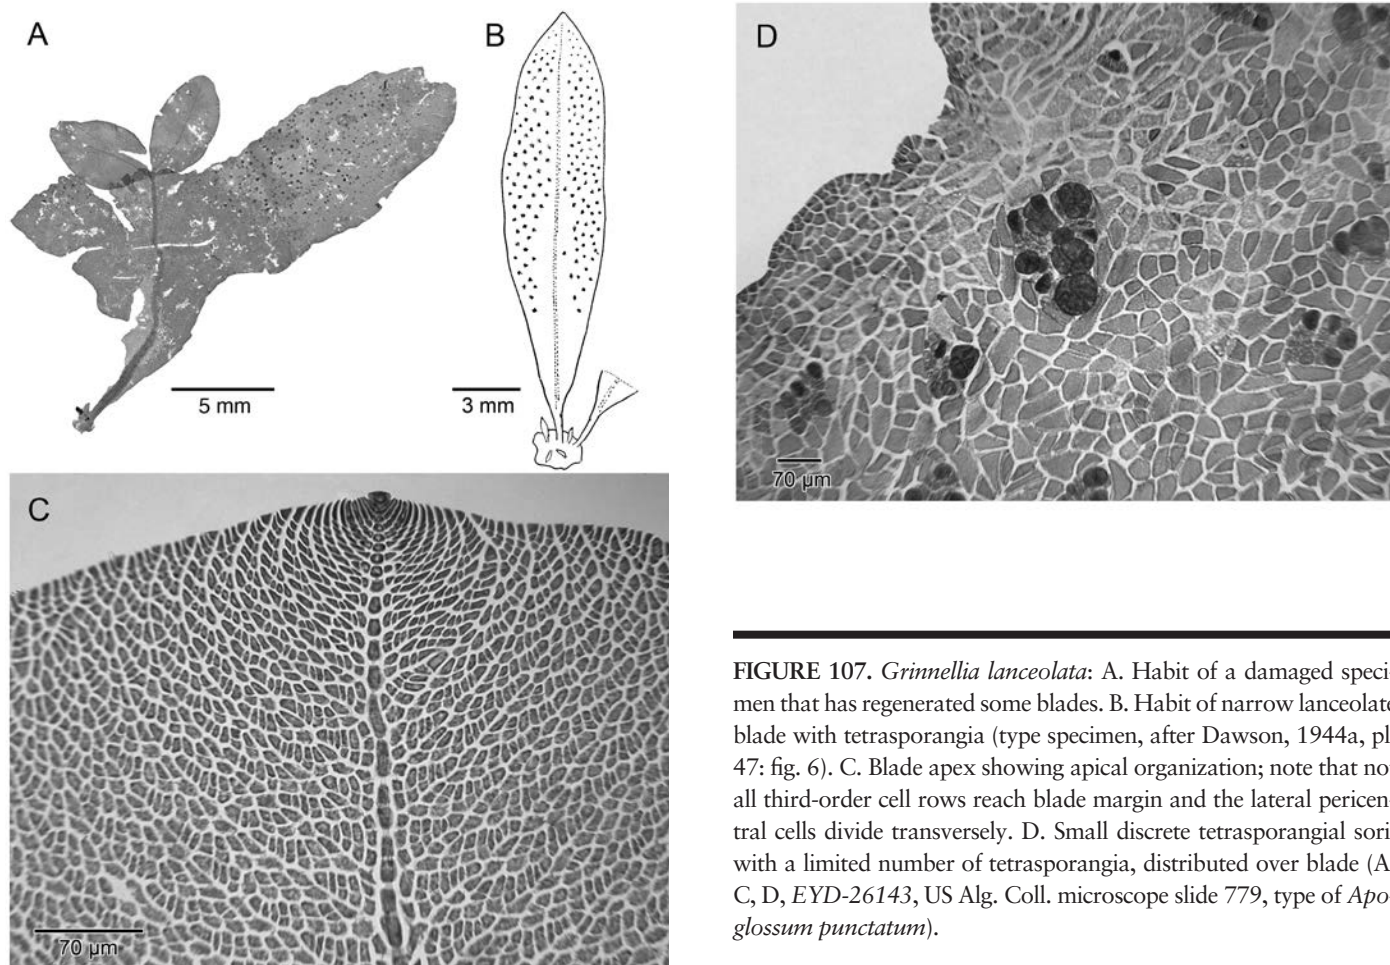 A
B
D
5 mm
3 mm
70 µm
C
70 µm
FIGURE 107. Grinnellia lanceolata: A. Habit of a damaged speci-
men that has regenerated some blades. B. Habit of narrow lanceolate
blade with tetrasporangia (type specimen, after Dawson, 1944a, pl
47: fig. 6). C. Blade apex showing apical organization; note that no
all third-order cell rows reach blade margin and the lateral pericen-
tral cells divide transversely. D. Small discrete tetrasporangial sori
with a limited number of tetrasporangia, distributed over blade (A
C, D, EYD-26143, US Alg. Coll. microscope slide 779, type of Apo-
glossum punctatum).